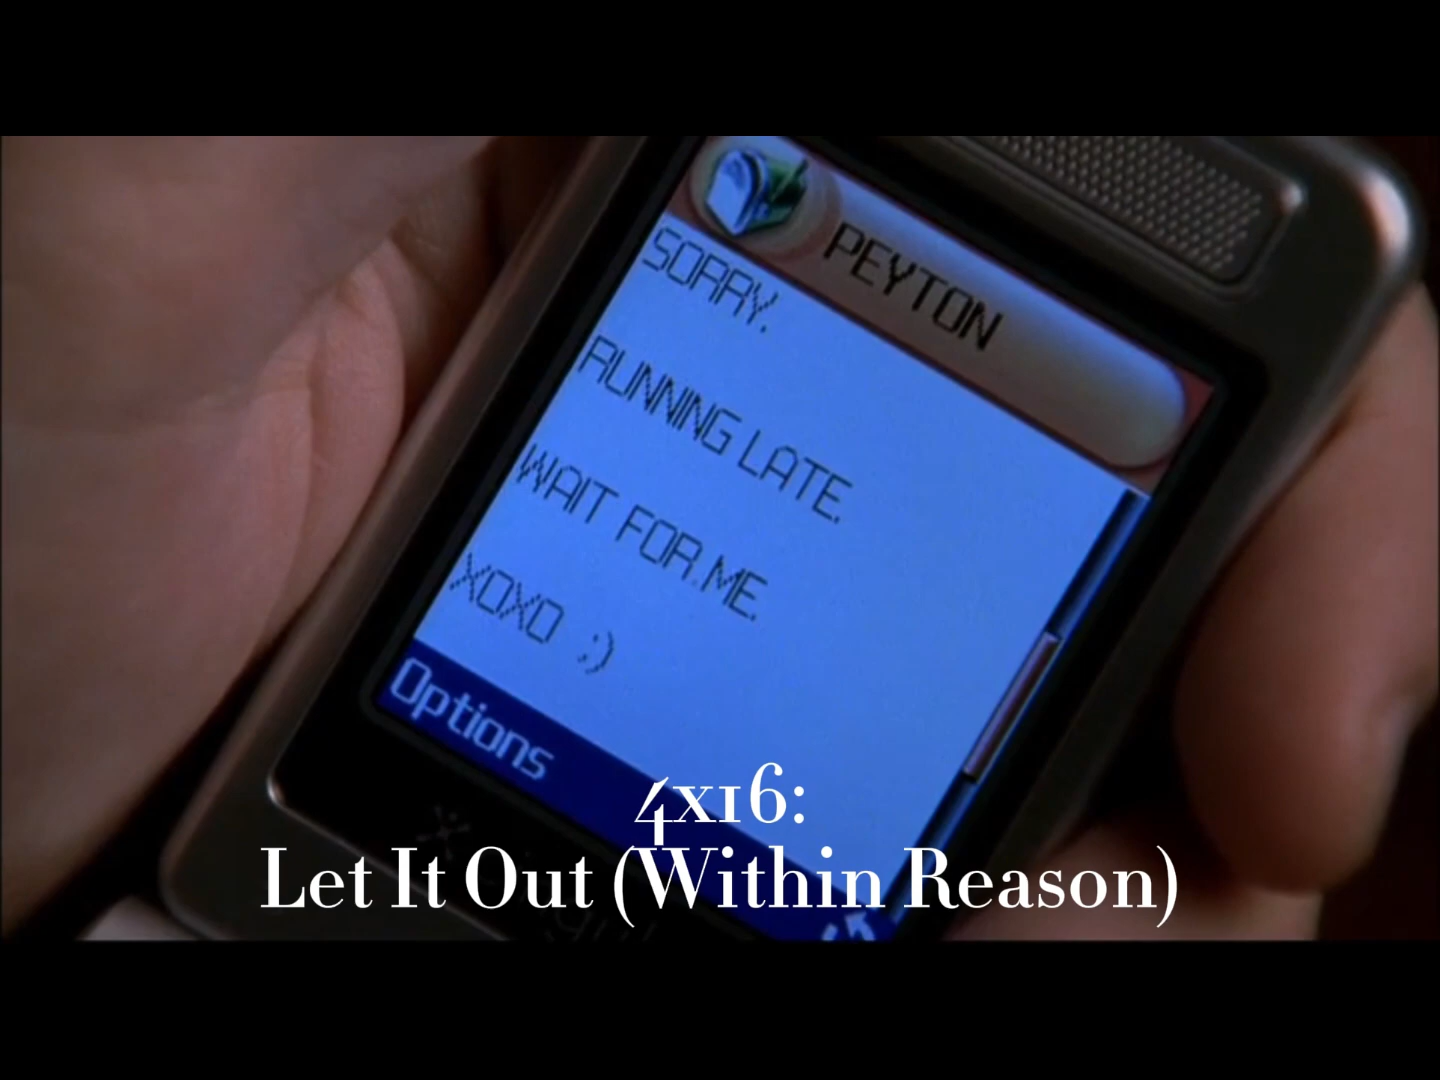 PEYTON
SORRY.
RUNNING LATE.
WAIT FOR ME.
XOXO ;)
Options
4x16:
Let It Out (Within Reason)